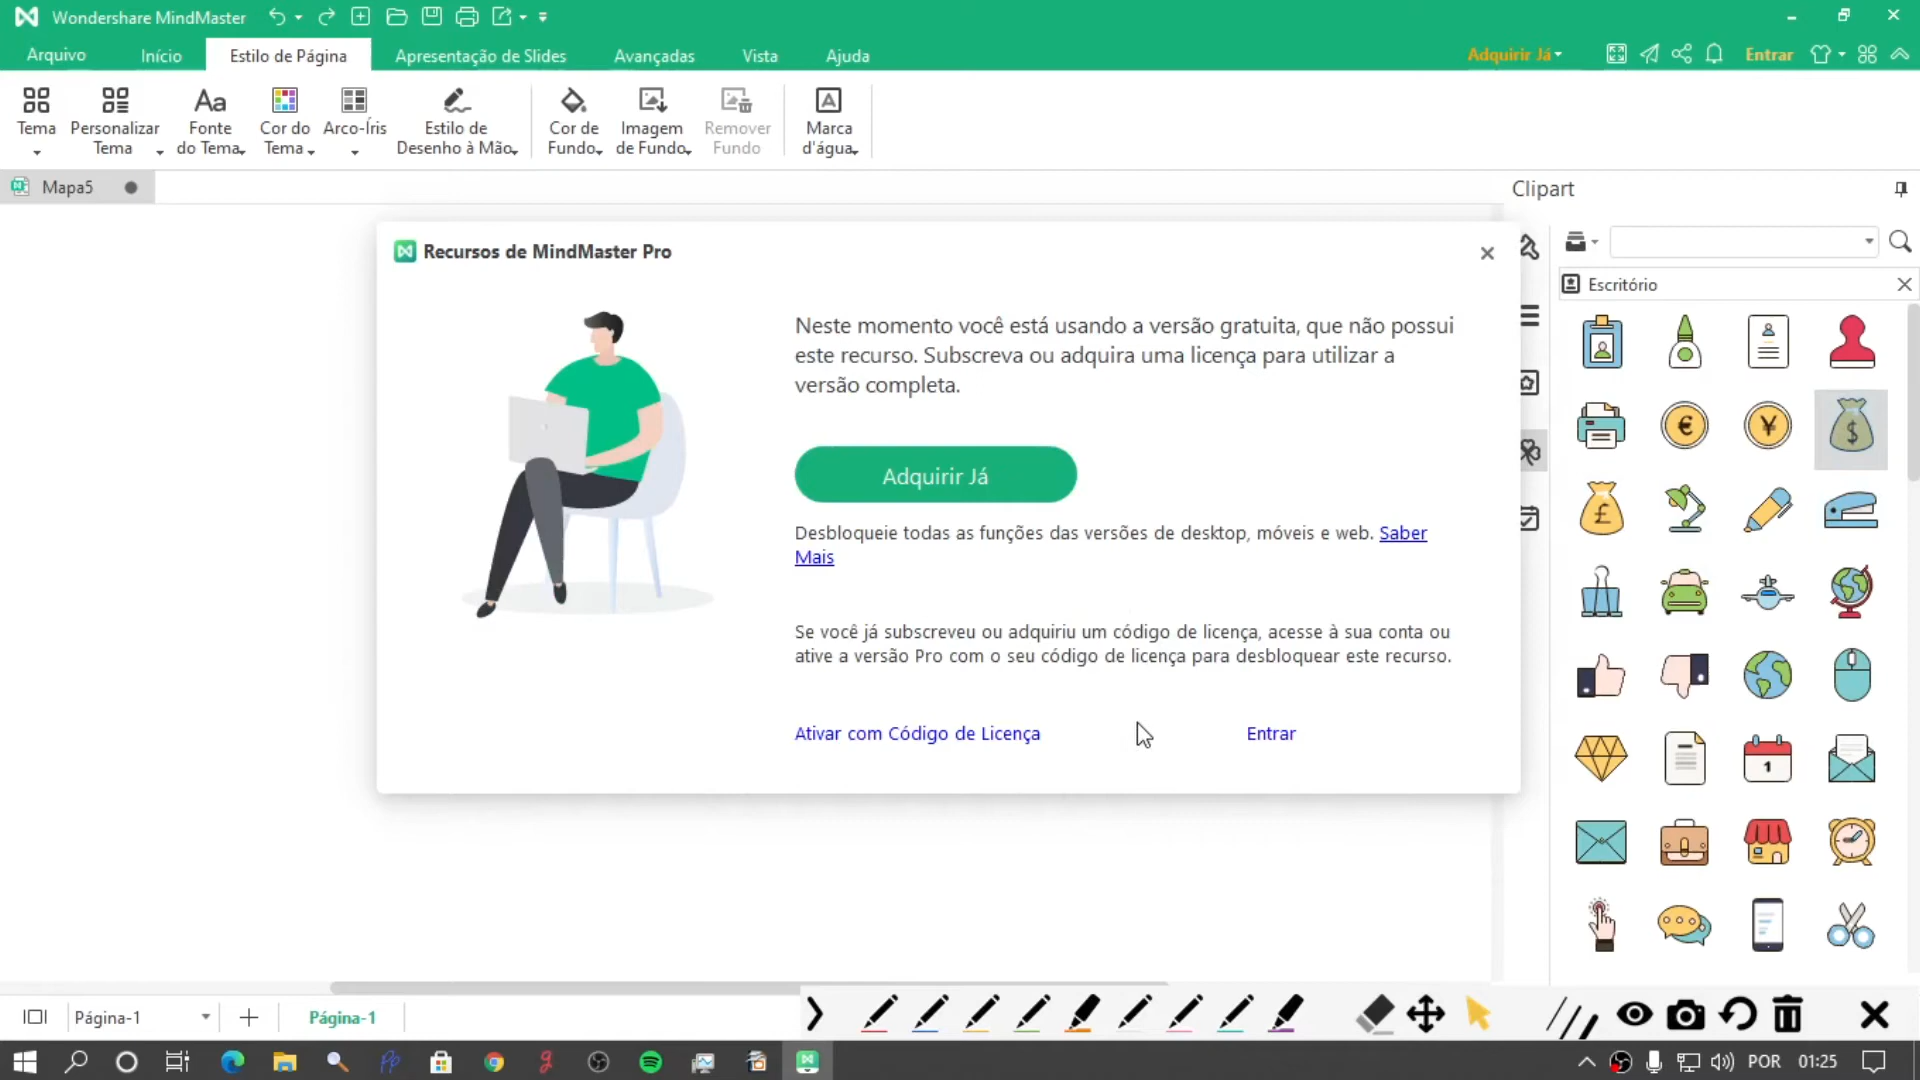 Wondershare MindMaster
Arquivo Início Estilo de Página Apresentação de Slides Avançadas Vista Ajuda Adquirir Já Entrar
Tema Personalizar Tema Fonte do Tema Cor do Tema Arco-Íris Estilo de Desenho à Mão Cor de Fundo Imagem de Fundo Remover Fundo Marca d'água
Mapa5
Clipart
Escritório
Recursos de MindMaster Pro
Neste momento você está usando a versão gratuita, que não possui
este recurso. Subscreva ou adquira uma licença para utilizar a
versão completa.
Adquirir Já
Desbloqueie todas as funções das versões de desktop, móveis e web. Saber
Mais
Se você já subscreveu ou adquiriu um código de licença, acesse à sua conta ou
ative a versão Pro com o seu código de licença para desbloquear este recurso.
Ativar com Código de Licença Entrar
Página-1 Página-1
POR 01:25